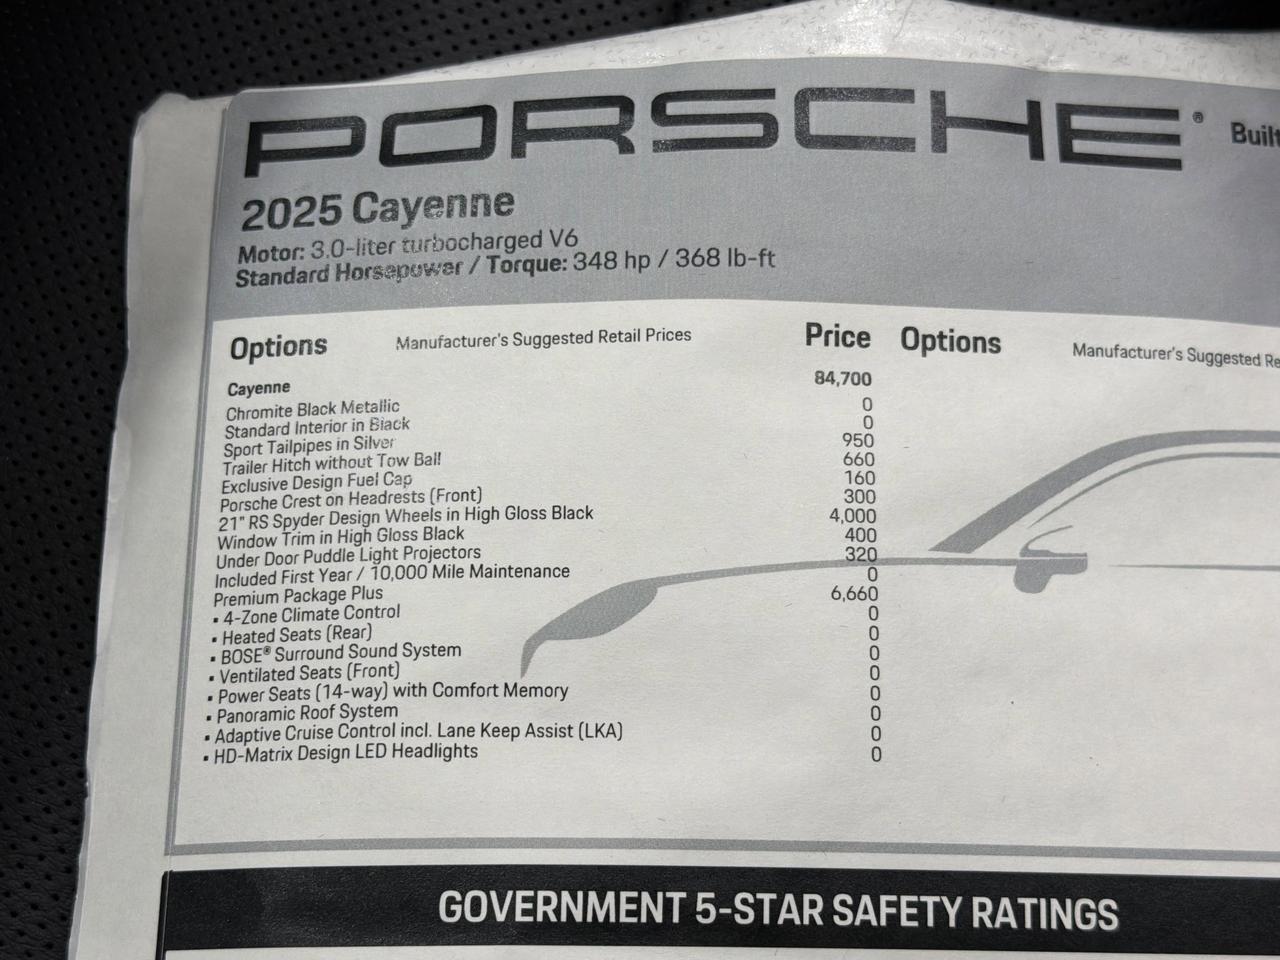 PORSCHE®
Built
2025 Cayenne
Motor: 3.0-liter turbocharged V6
Standard Horsepower / Torque: 348 hp / 368 lb-ft
Options Manufacturer's Suggested Retail Prices Price Options Manufacturer's Suggested Re
Cayenne 84,700
Chromite Black Metallic 0
Standard Interior in Black 0
Sport Tailpipes in Silver 950
Trailer Hitch without Tow Ball 660
Exclusive Design Fuel Cap 160
Porsche Crest on Headrests (Front) 300
21" RS Spyder Design Wheels in High Gloss Black 4,000
Window Trim in High Gloss Black 400
Under Door Puddle Light Projectors 320
Included First Year / 10,000 Mile Maintenance 0
Premium Package Plus 6,660
▪ 4-Zone Climate Control 0
▪ Heated Seats (Rear) 0
▪ BOSE® Surround Sound System 0
▪ Ventilated Seats (Front) 0
▪ Power Seats (14-way) with Comfort Memory 0
▪ Panoramic Roof System 0
▪ Adaptive Cruise Control incl. Lane Keep Assist (LKA) 0
▪ HD-Matrix Design LED Headlights 0
GOVERNMENT 5-STAR SAFETY RATINGS